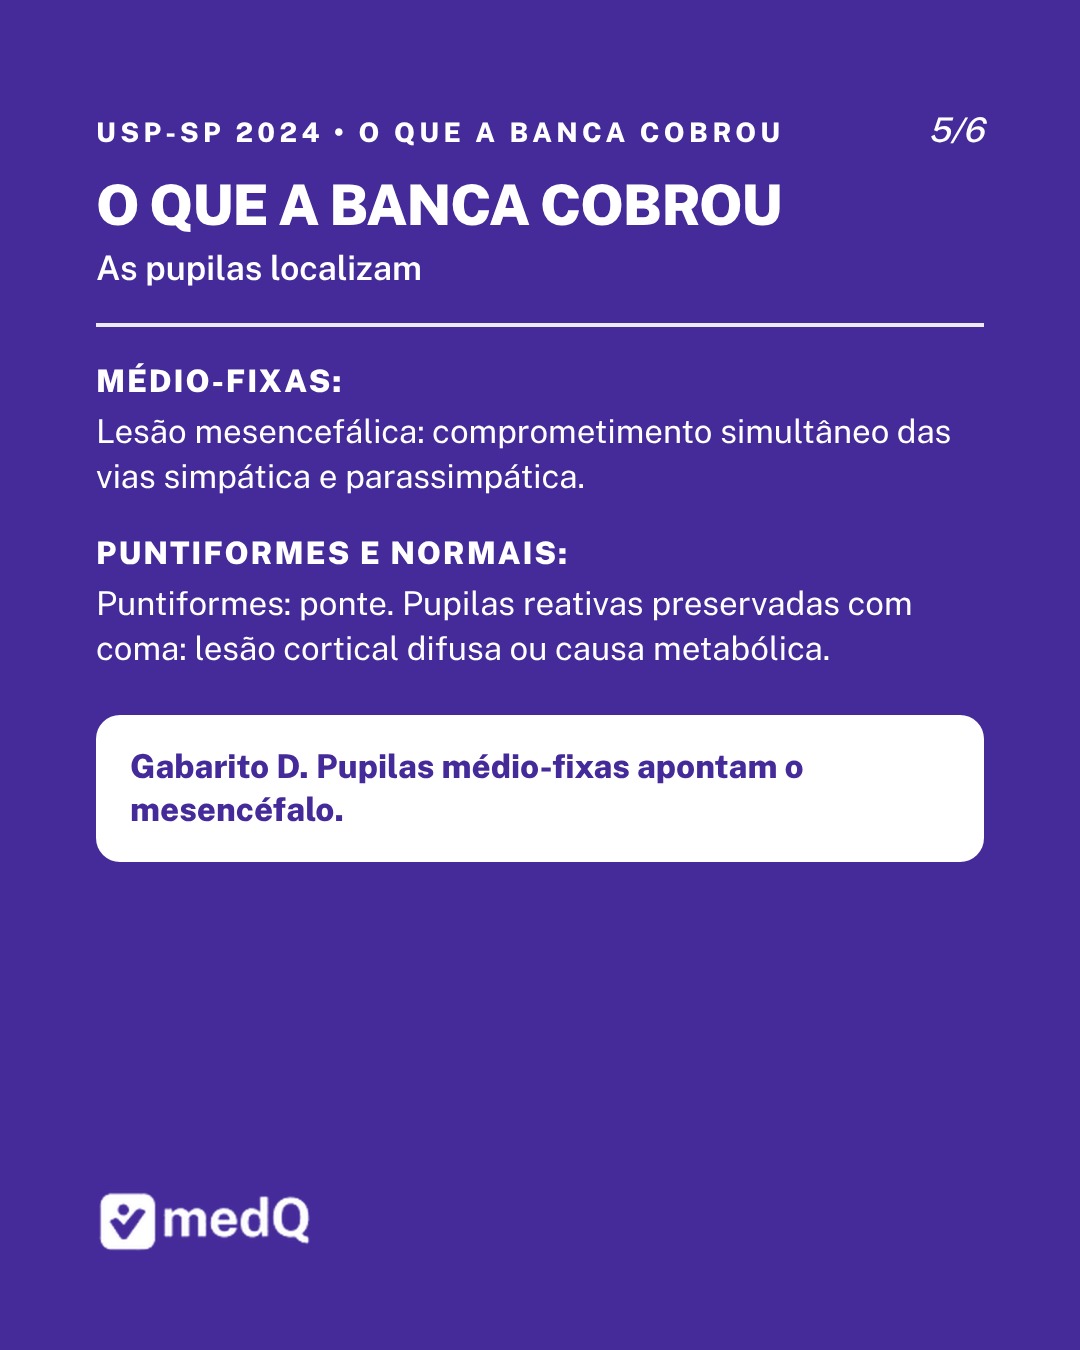 USP-SP 2024 • O QUE A BANCA COBROU 5/6
O QUE A BANCA COBROU
As pupilas localizam
MÉDIO-FIXAS:
Lesão mesencefálica: comprometimento simultâneo das
vias simpática e parassimpática.
PUNTIFORMES E NORMAIS:
Puntiformes: ponte. Pupilas reativas preservadas com
coma: lesão cortical difusa ou causa metabólica.
Gabarito D. Pupilas médio-fixas apontam o
mesencéfalo.
medQ